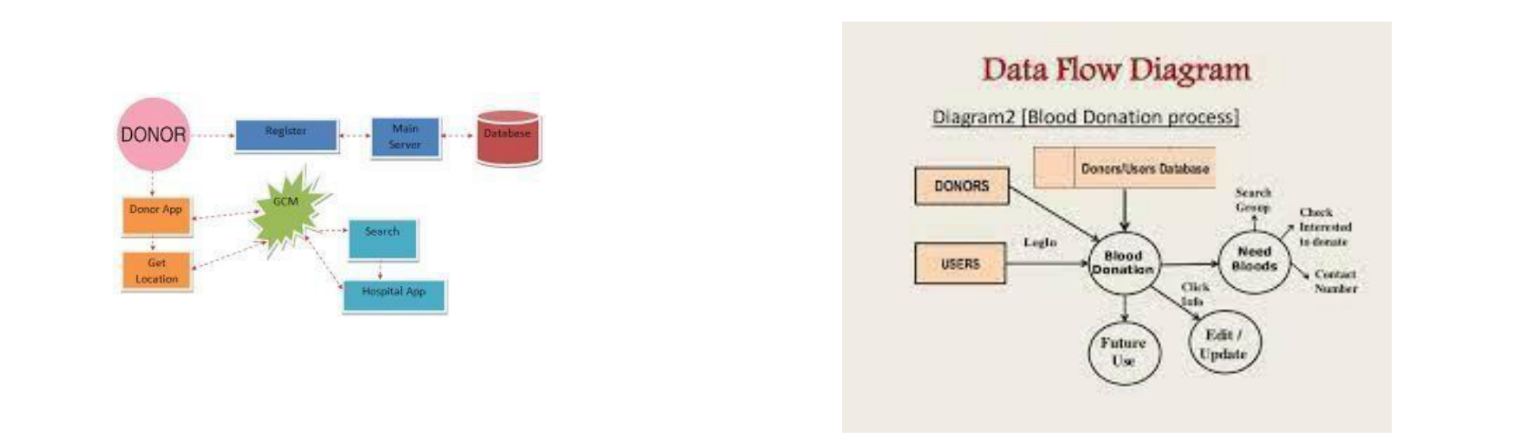 DONOR
Register
Main
Server
Database
Donor App
GCM
Search
Get
Location
Hospital App
Data Flow Diagram
Diagram2 [Blood Donation process]
DONORS
Donors/Users Database
USERS
LogIn
Blood
Donation
Need
Bloods
Search
Group
Check
Interested
to donate
Contact
Number
Click
Info
Future
Use
Edit /
Update